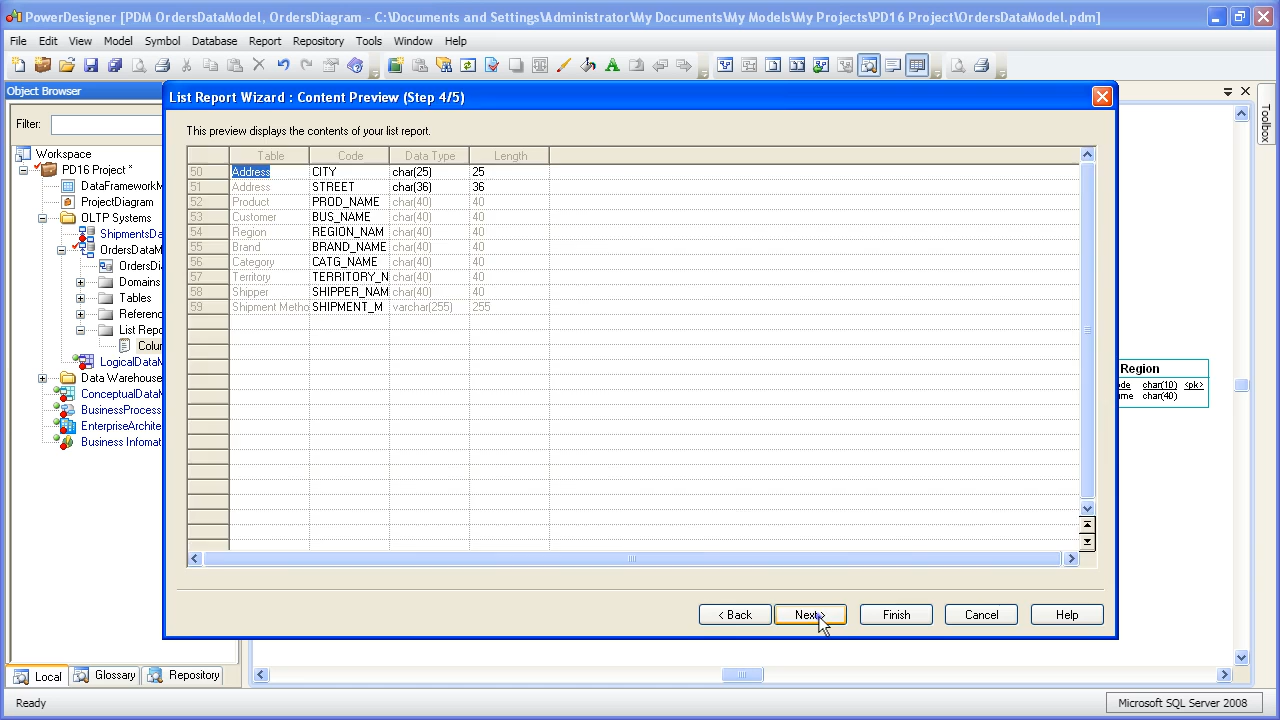 PowerDesigner [PDM OrdersDataModel, OrdersDiagram - C:\Documents and Settings\Administrator\My Documents\My Models\My Projects\PD16 Project\OrdersDataModel.pdm]
File Edit View Model Symbol Database Report Repository Tools Window Help
Object Browser
Filter:
Workspace
PD16 Project *
DataFrameworkM
ProjectDiagram
OLTP Systems
ShipmentsDa
OrdersDataM
OrdersDi
Domains
Tables
Referenc
List Repo
Colu
LogicalDataM
Data Warehouse
ConceptualDataM
BusinessProcess
EnterpriseArchite
Business Infomat
Local Glossary Repository
List Report Wizard : Content Preview (Step 4/5)
This preview displays the contents of your list report.
Table Code Data Type Length
50 Address CITY char(25) 25
51 Address STREET char(36) 36
52 Product PROD_NAME char(40) 40
53 Customer BUS_NAME char(40) 40
54 Region REGION_NAM char(40) 40
55 Brand BRAND_NAME char(40) 40
56 Category CATG_NAME char(40) 40
57 Territory TERRITORY_N char(40) 40
58 Shipper SHIPPER_NAM char(40) 40
59 Shipment Metho SHIPMENT_M varchar(255) 255
< Back Next > Finish Cancel Help
Toolbox
Region
ode char(10) <pk>
ame char(40)
Ready Microsoft SQL Server 2008